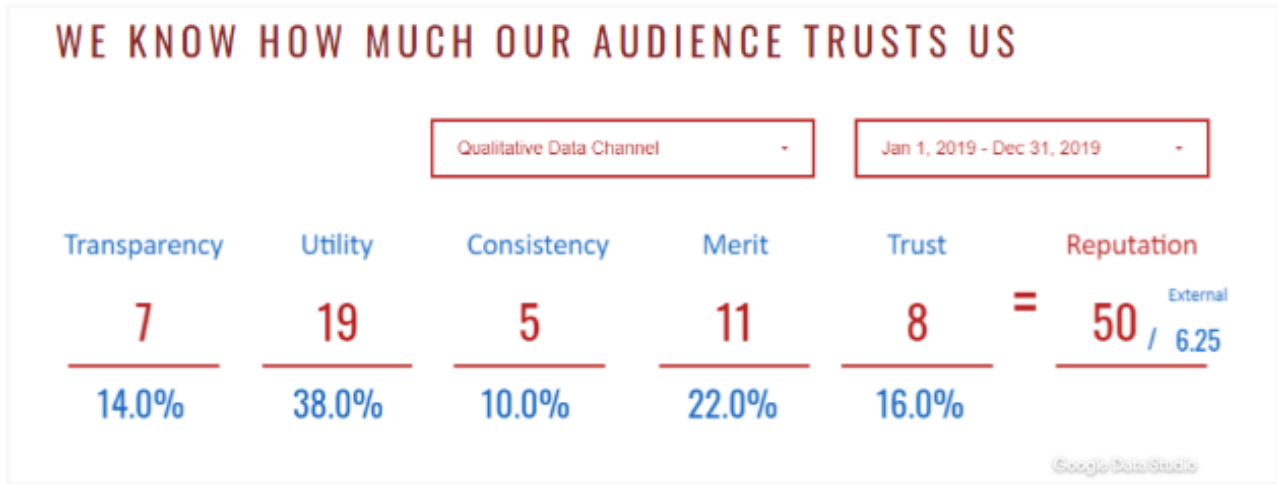 WE KNOW HOW MUCH OUR AUDIENCE TRUSTS US
Qualitative Data Channel
Jan 1, 2019 - Dec 31, 2019
Transparency Utility Consistency Merit Trust Reputation
7 19 5 11 8 = 50 / External 6.25
14.0% 38.0% 10.0% 22.0% 16.0%
Google Data Studio